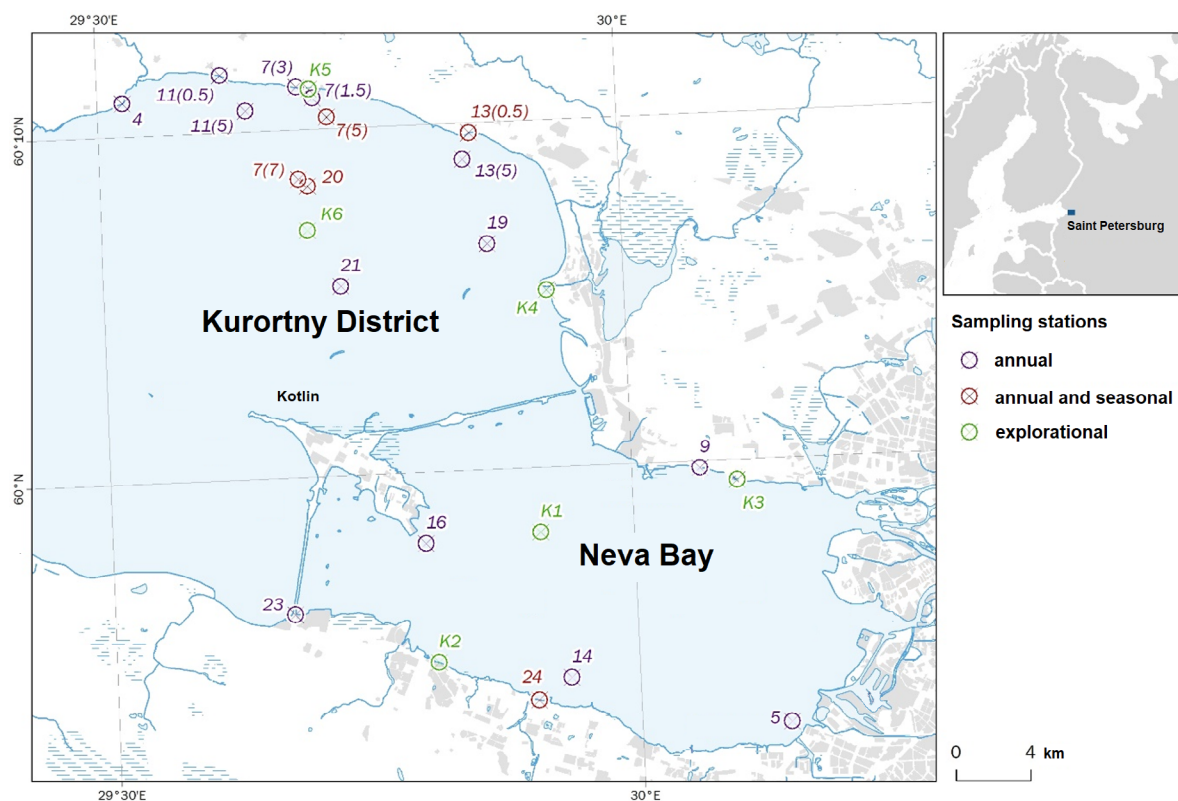 29°30'E
30°E
7(3)
K5
11(0.5)
7(1.5)
4
11(5)
7(5)
13(0.5)
60°10'N
13(5)
7(7)
20
K6
19
21
K4
Kurortny District
Kotlin
9
60°N
K3
16
K1
Neva Bay
23
K2
14
24
5
29°30'E
30°E
Saint Petersburg
Sampling stations
annual
annual and seasonal
explorational
0 4 km